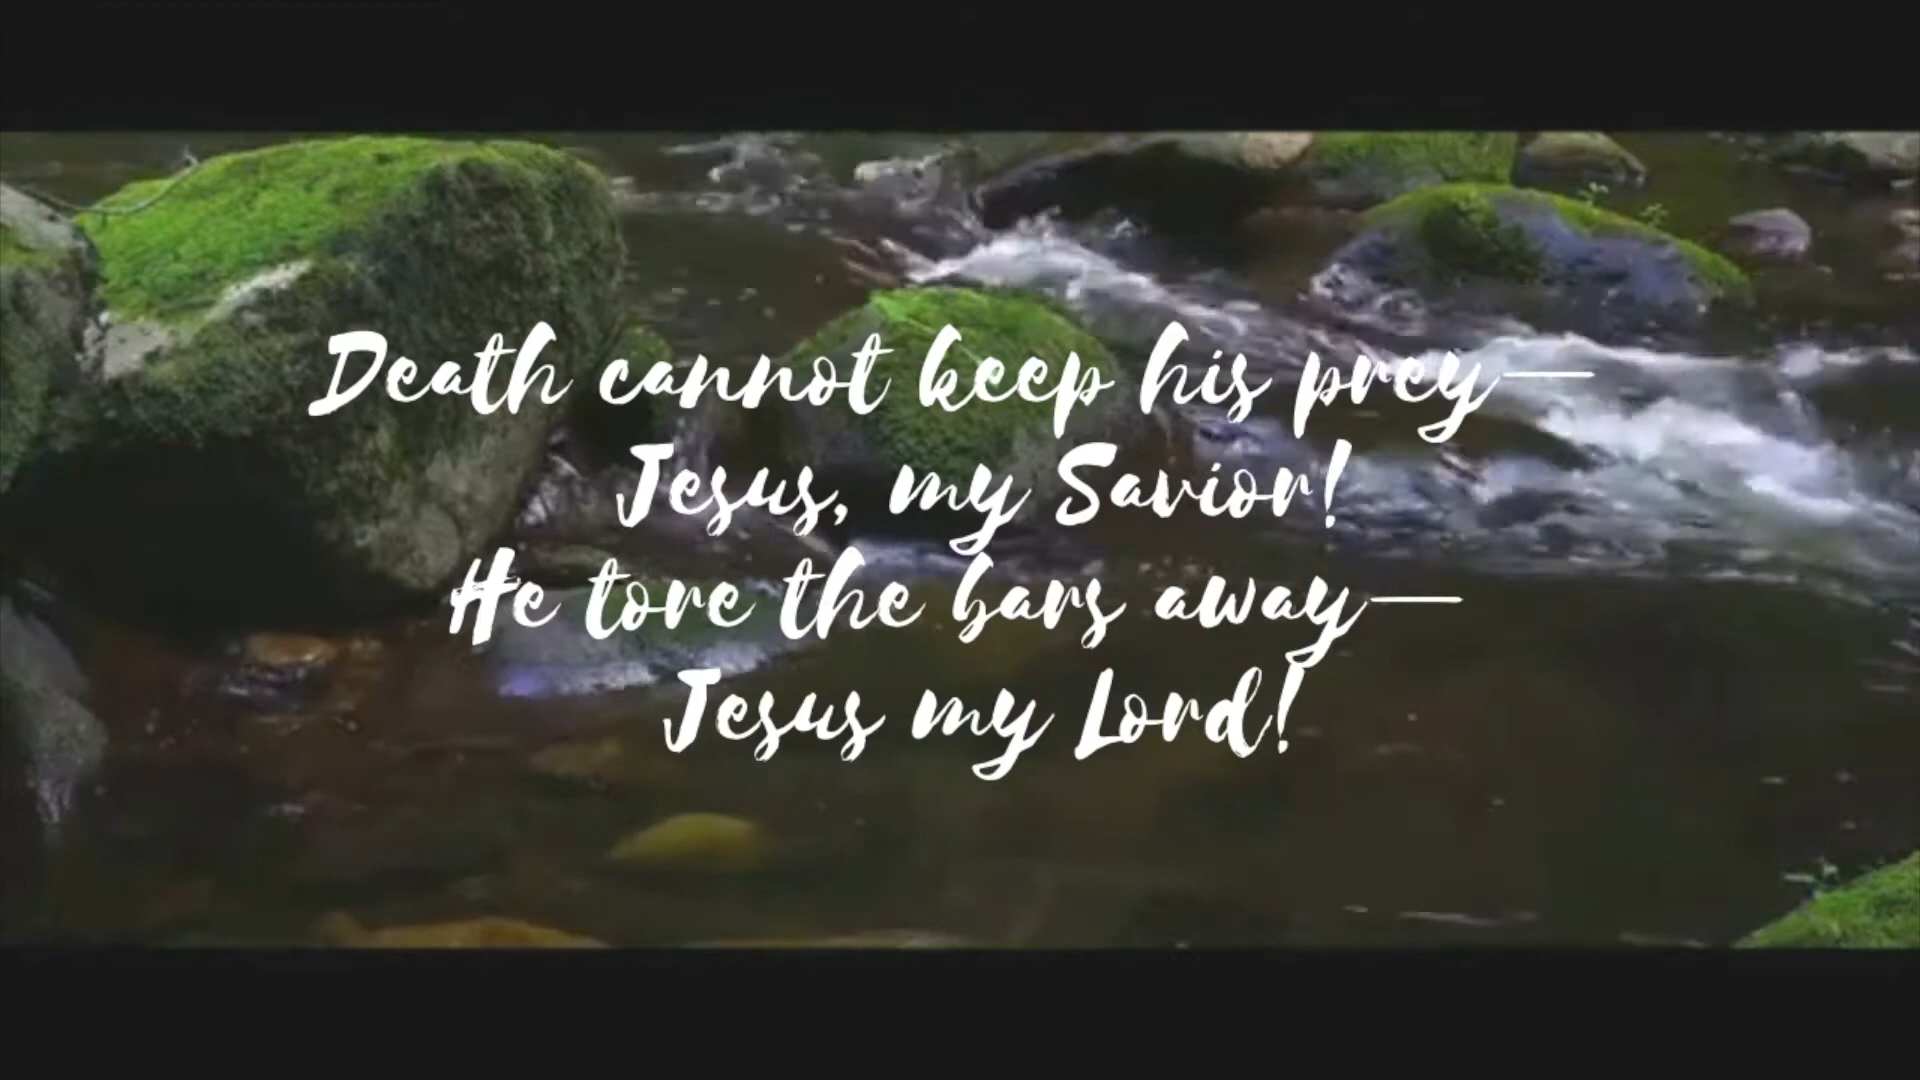 Death cannot keep his prey—
Jesus, my Savior!
He tore the bars away—
Jesus my Lord!